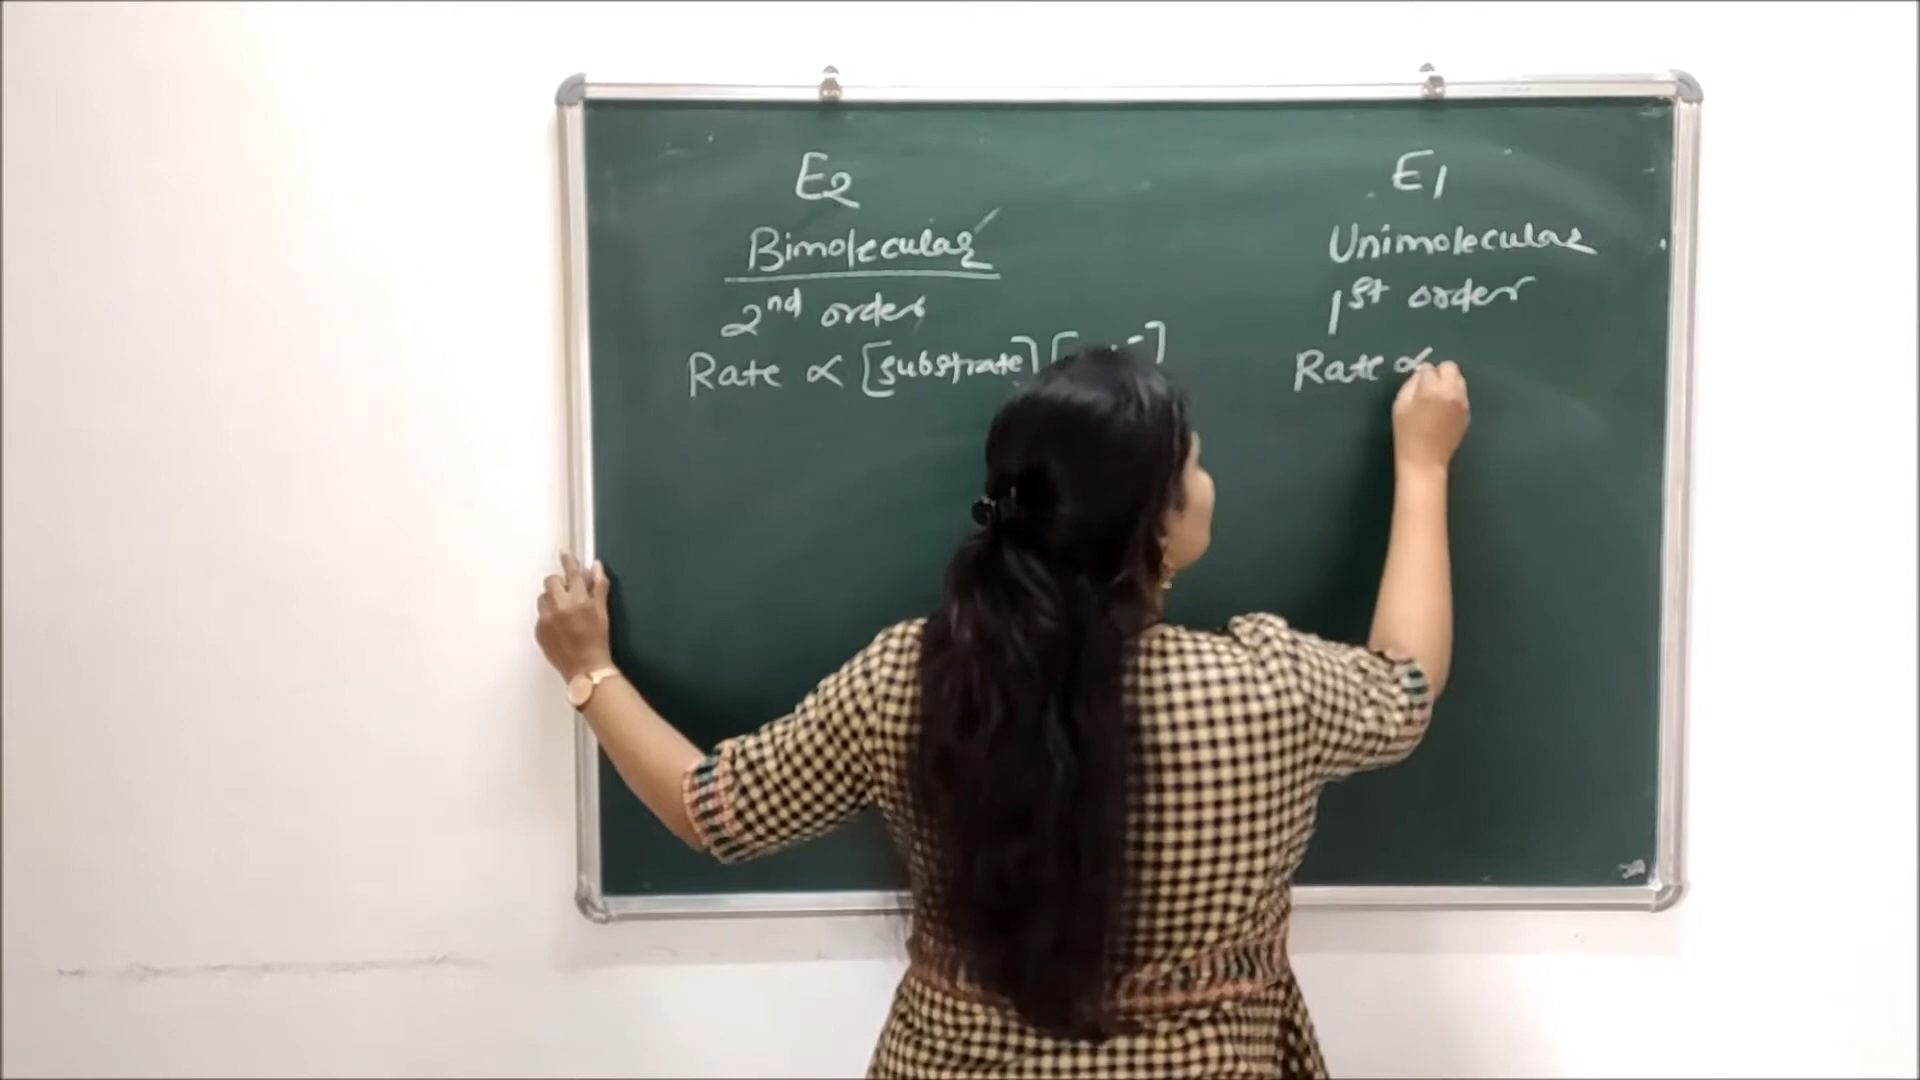 E2
Bimolecular
2nd order
Rate ∝ [substrate] [
E1
Unimolecular
1st order
Rate ∝